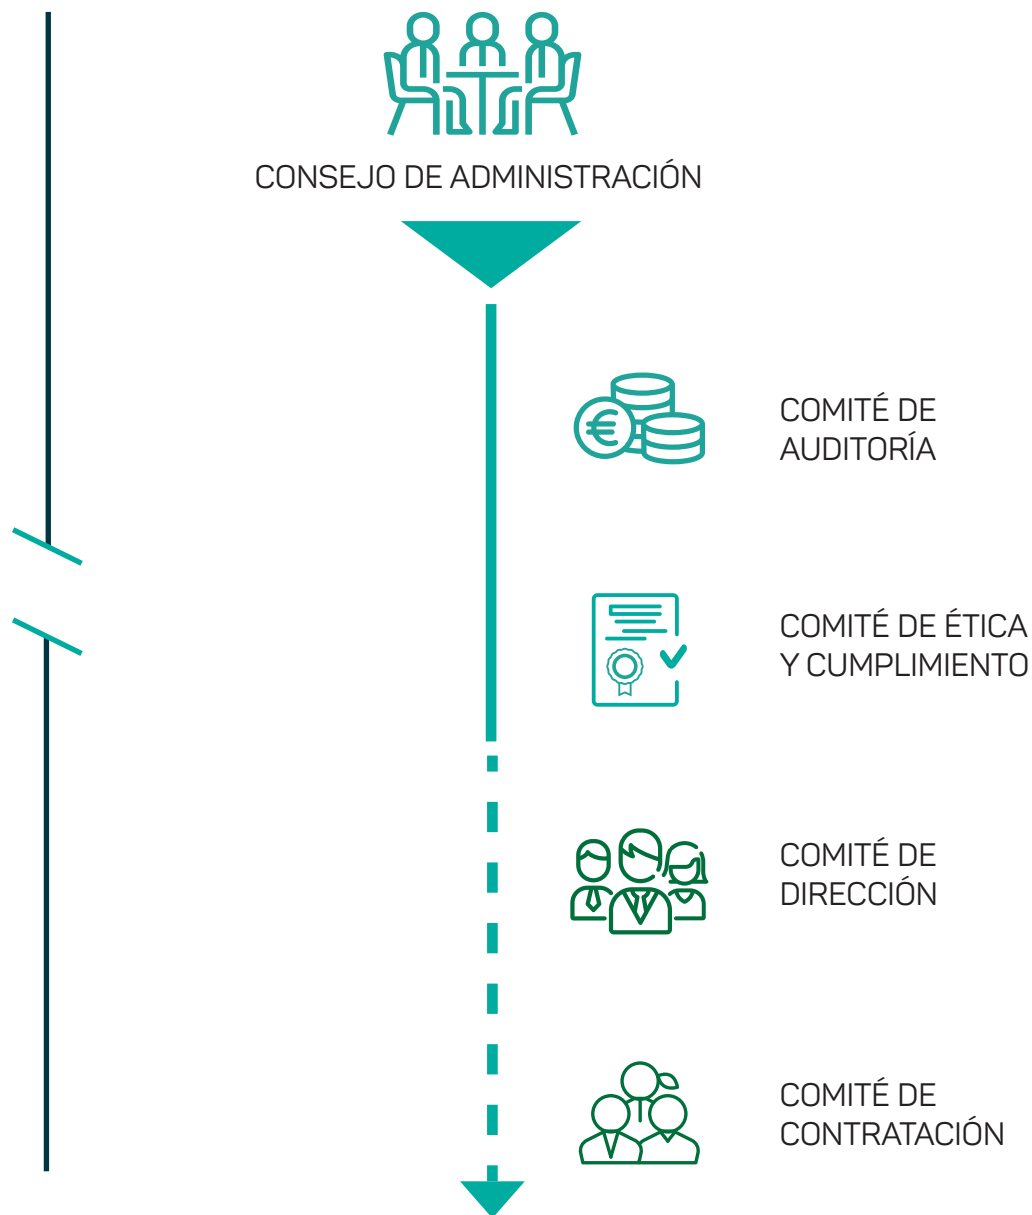 CONSEJO DE ADMINISTRACIÓN
COMITÉ DE
AUDITORÍA
COMITÉ DE ÉTICA
Y CUMPLIMIENTO
COMITÉ DE
DIRECCIÓN
COMITÉ DE
CONTRATACIÓN